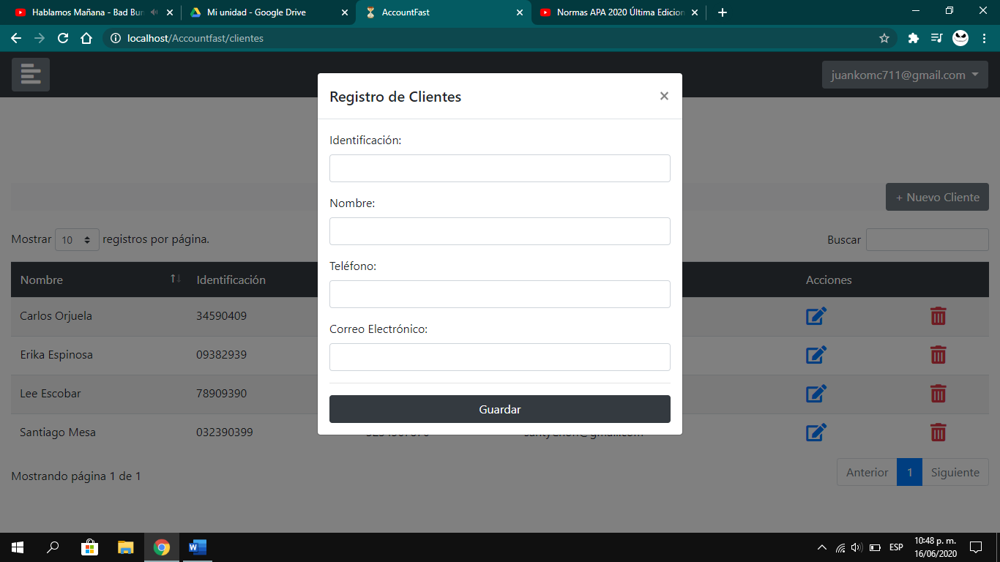 Hablamos Mañana - Bad Bun
Mi unidad - Google Drive
AccountFast
Normas APA 2020 Última Edicion
localhost/Accountfast/clientes
juankomc711@gmail.com
Registro de Clientes
Identificación:
Nombre:
Teléfono:
Correo Electrónico:
Guardar
+ Nuevo Cliente
Mostrar 10 registros por página.
Buscar
Nombre Identificación Acciones
Carlos Orjuela 34590409
Erika Espinosa 09382939
Lee Escobar 78909390
Santiago Mesa 032390399
Mostrando página 1 de 1
Anterior 1 Siguiente
ESP
10:48 p. m.
16/06/2020